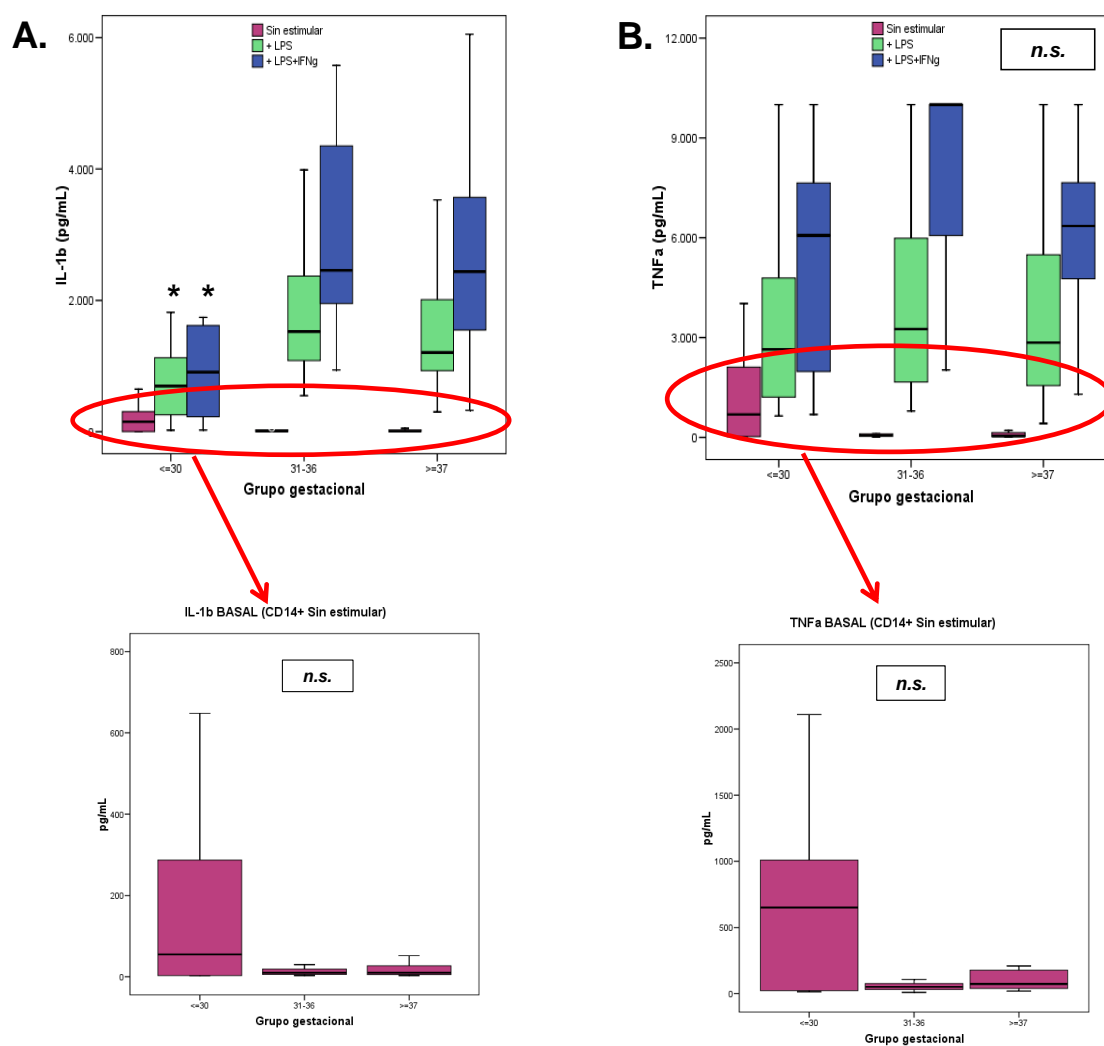 A.
Sin estimular
+ LPS
+ LPS+IFNg
6.000
4.000
2.000
0
IL-1b (pg/mL)
* *
<=30 31-36 >=37
Grupo gestacional
B.
Sin estimular
+ LPS
+ LPS+IFNg
n.s.
12.000
9.000
6.000
3.000
0
TNFa (pg/mL)
<=30 31-36 >=37
Grupo gestacional
IL-1b BASAL (CD14+ Sin estimular)
n.s.
800
600
400
200
0
pg/mL
<=30 31-36 >=37
Grupo gestacional
TNFa BASAL (CD14+ Sin estimular)
n.s.
2500
2000
1500
1000
500
0
pg/mL
<=30 31-36 >=37
Grupo gestacional